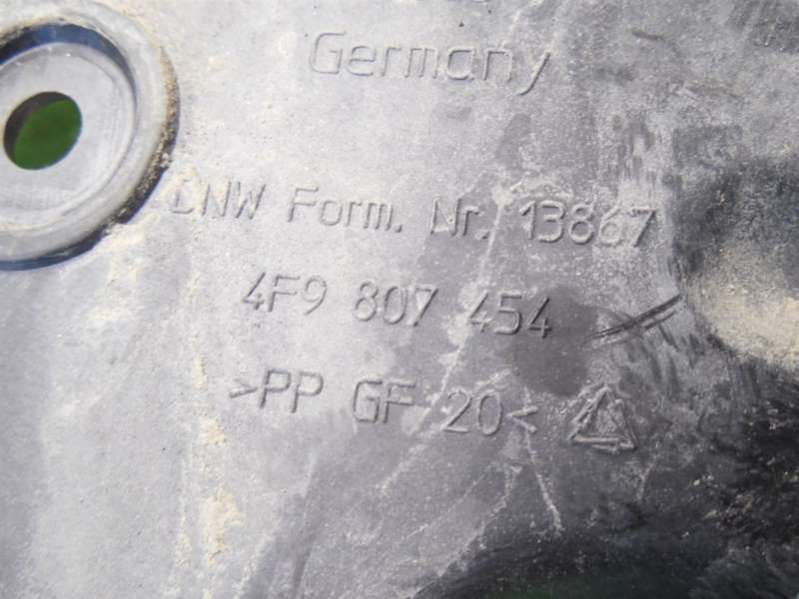 Germany
LNW Form. Nr. 13867
4F9 807 454
>PP GF 20<